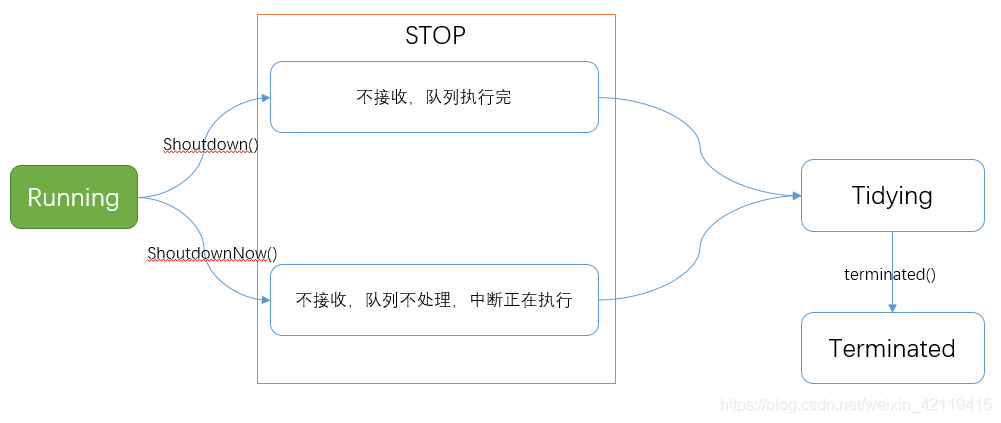 STOP
不接收，队列执行完
Shoutdown()
Running
Tidying
ShoutdownNow()
terminated()
不接收，队列不处理，中断正在执行
Terminated
https://blog.csdn.net/weixin_42119415